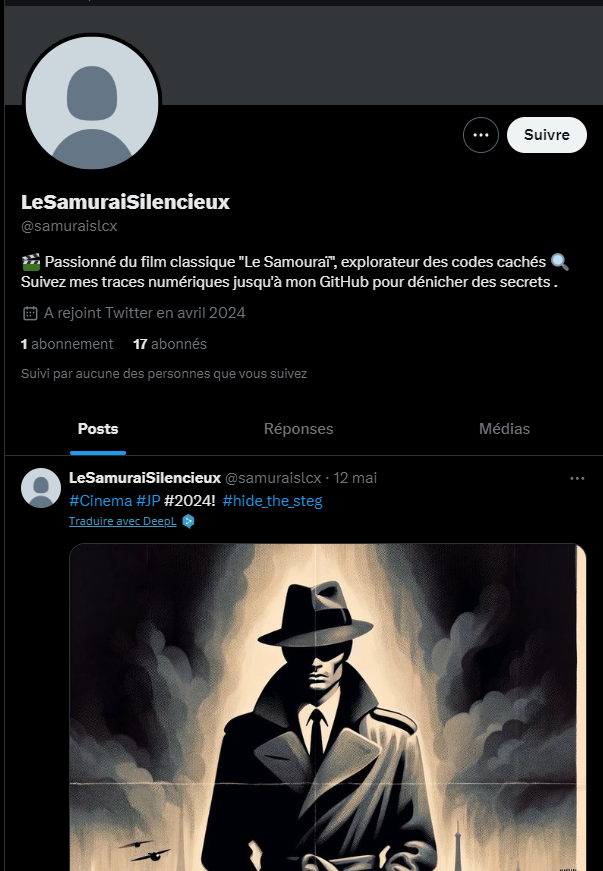 Suivre
LeSamuraiSilencieux
@samuraislcx
Passionné du film classique "Le Samouraï", explorateur des codes cachés
Suivez mes traces numériques jusqu'à mon GitHub pour dénicher des secrets .
A rejoint Twitter en avril 2024
1 abonnement 17 abonnés
Suivi par aucune des personnes que vous suivez
Posts Réponses Médias
LeSamuraiSilencieux @samuraislcx · 12 mai
#Cinema #JP #2024! #hide_the_steg
Traduire avec DeepL